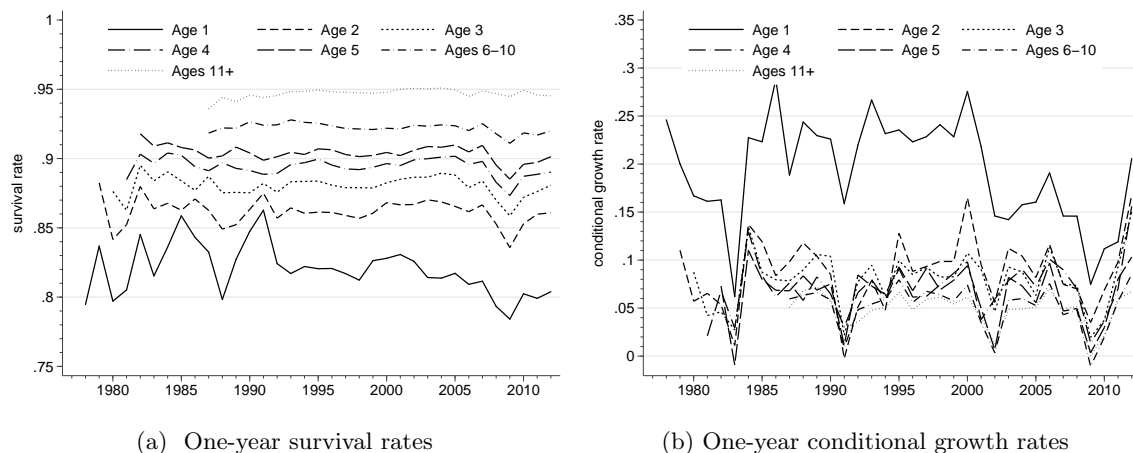 1
Age 1 Age 2 Age 3
Age 4 Age 5 Ages 6–10
Ages 11+
.95
.9
.85
.8
.75
survival rate
1980 1985 1990 1995 2000 2005 2010
(a) One-year survival rates
.35
Age 1 Age 2 Age 3
Age 4 Age 5 Ages 6–10
Ages 11+
.3
.25
.2
.15
.1
.05
0
conditional growth rate
1980 1985 1990 1995 2000 2005 2010
(b) One-year conditional growth rates